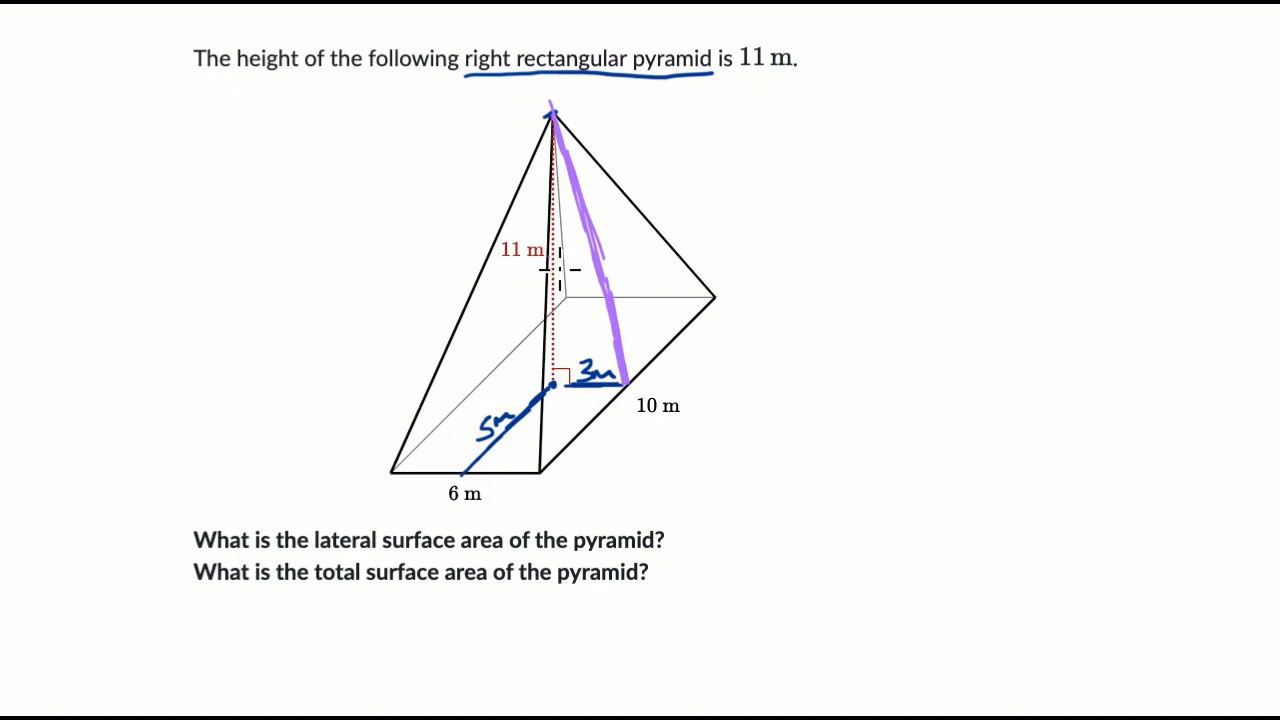 The height of the following right rectangular pyramid is 11 m.
11 m
3m
5m
10 m
6 m
What is the lateral surface area of the pyramid?
What is the total surface area of the pyramid?